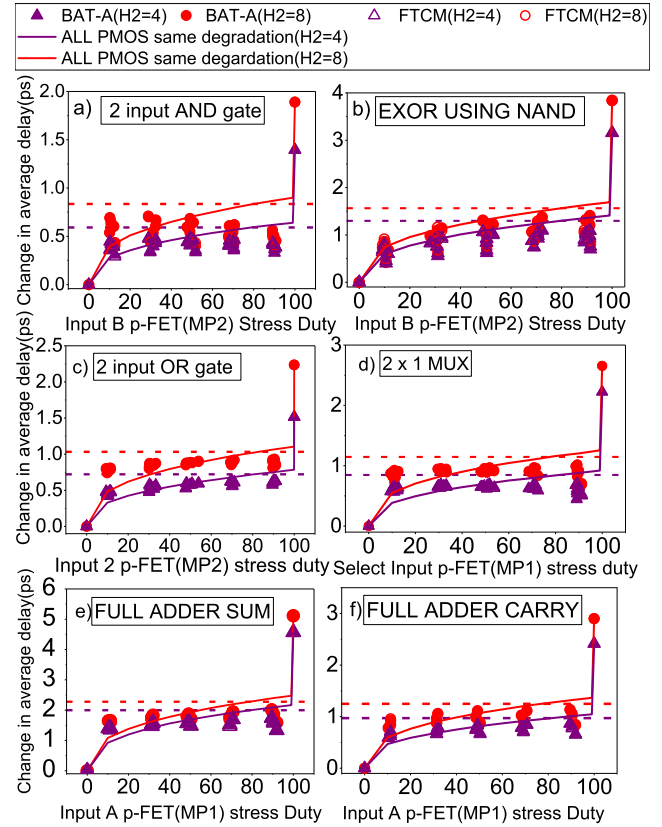 BAT-A(H2=4) BAT-A(H2=8) FTCM(H2=4) FTCM(H2=8)
ALL PMOS same degradation(H2=4)
ALL PMOS same degardation(H2=8)
Change in average delay(ps)
2.0
1.5
1.0
0.5
0.0
a) 2 input AND gate
0 20 40 60 80 100
Input B p-FET(MP2) Stress Duty
4
3
2
1
0
b) EXOR USING NAND
0 20 40 60 80 100
Input B p-FET(MP2) Stress Duty
Change in average delay(ps)
2.5
2.0
1.5
1.0
0.5
0.0
c) 2 input OR gate
0 20 40 60 80 100
Input 2 p-FET(MP2) stress duty
3
2
1
0
d) 2 x 1 MUX
0 20 40 60 80 100
Select Input p-FET(MP1) stress duty
Change in average delay(ps)
6
5
4
3
2
1
0
e) FULL ADDER SUM
0 20 40 60 80 100
Input A p-FET(MP1) stress Duty
3
2
1
0
f) FULL ADDER CARRY
0 20 40 60 80 100
Input A p-FET(MP1) stress Duty